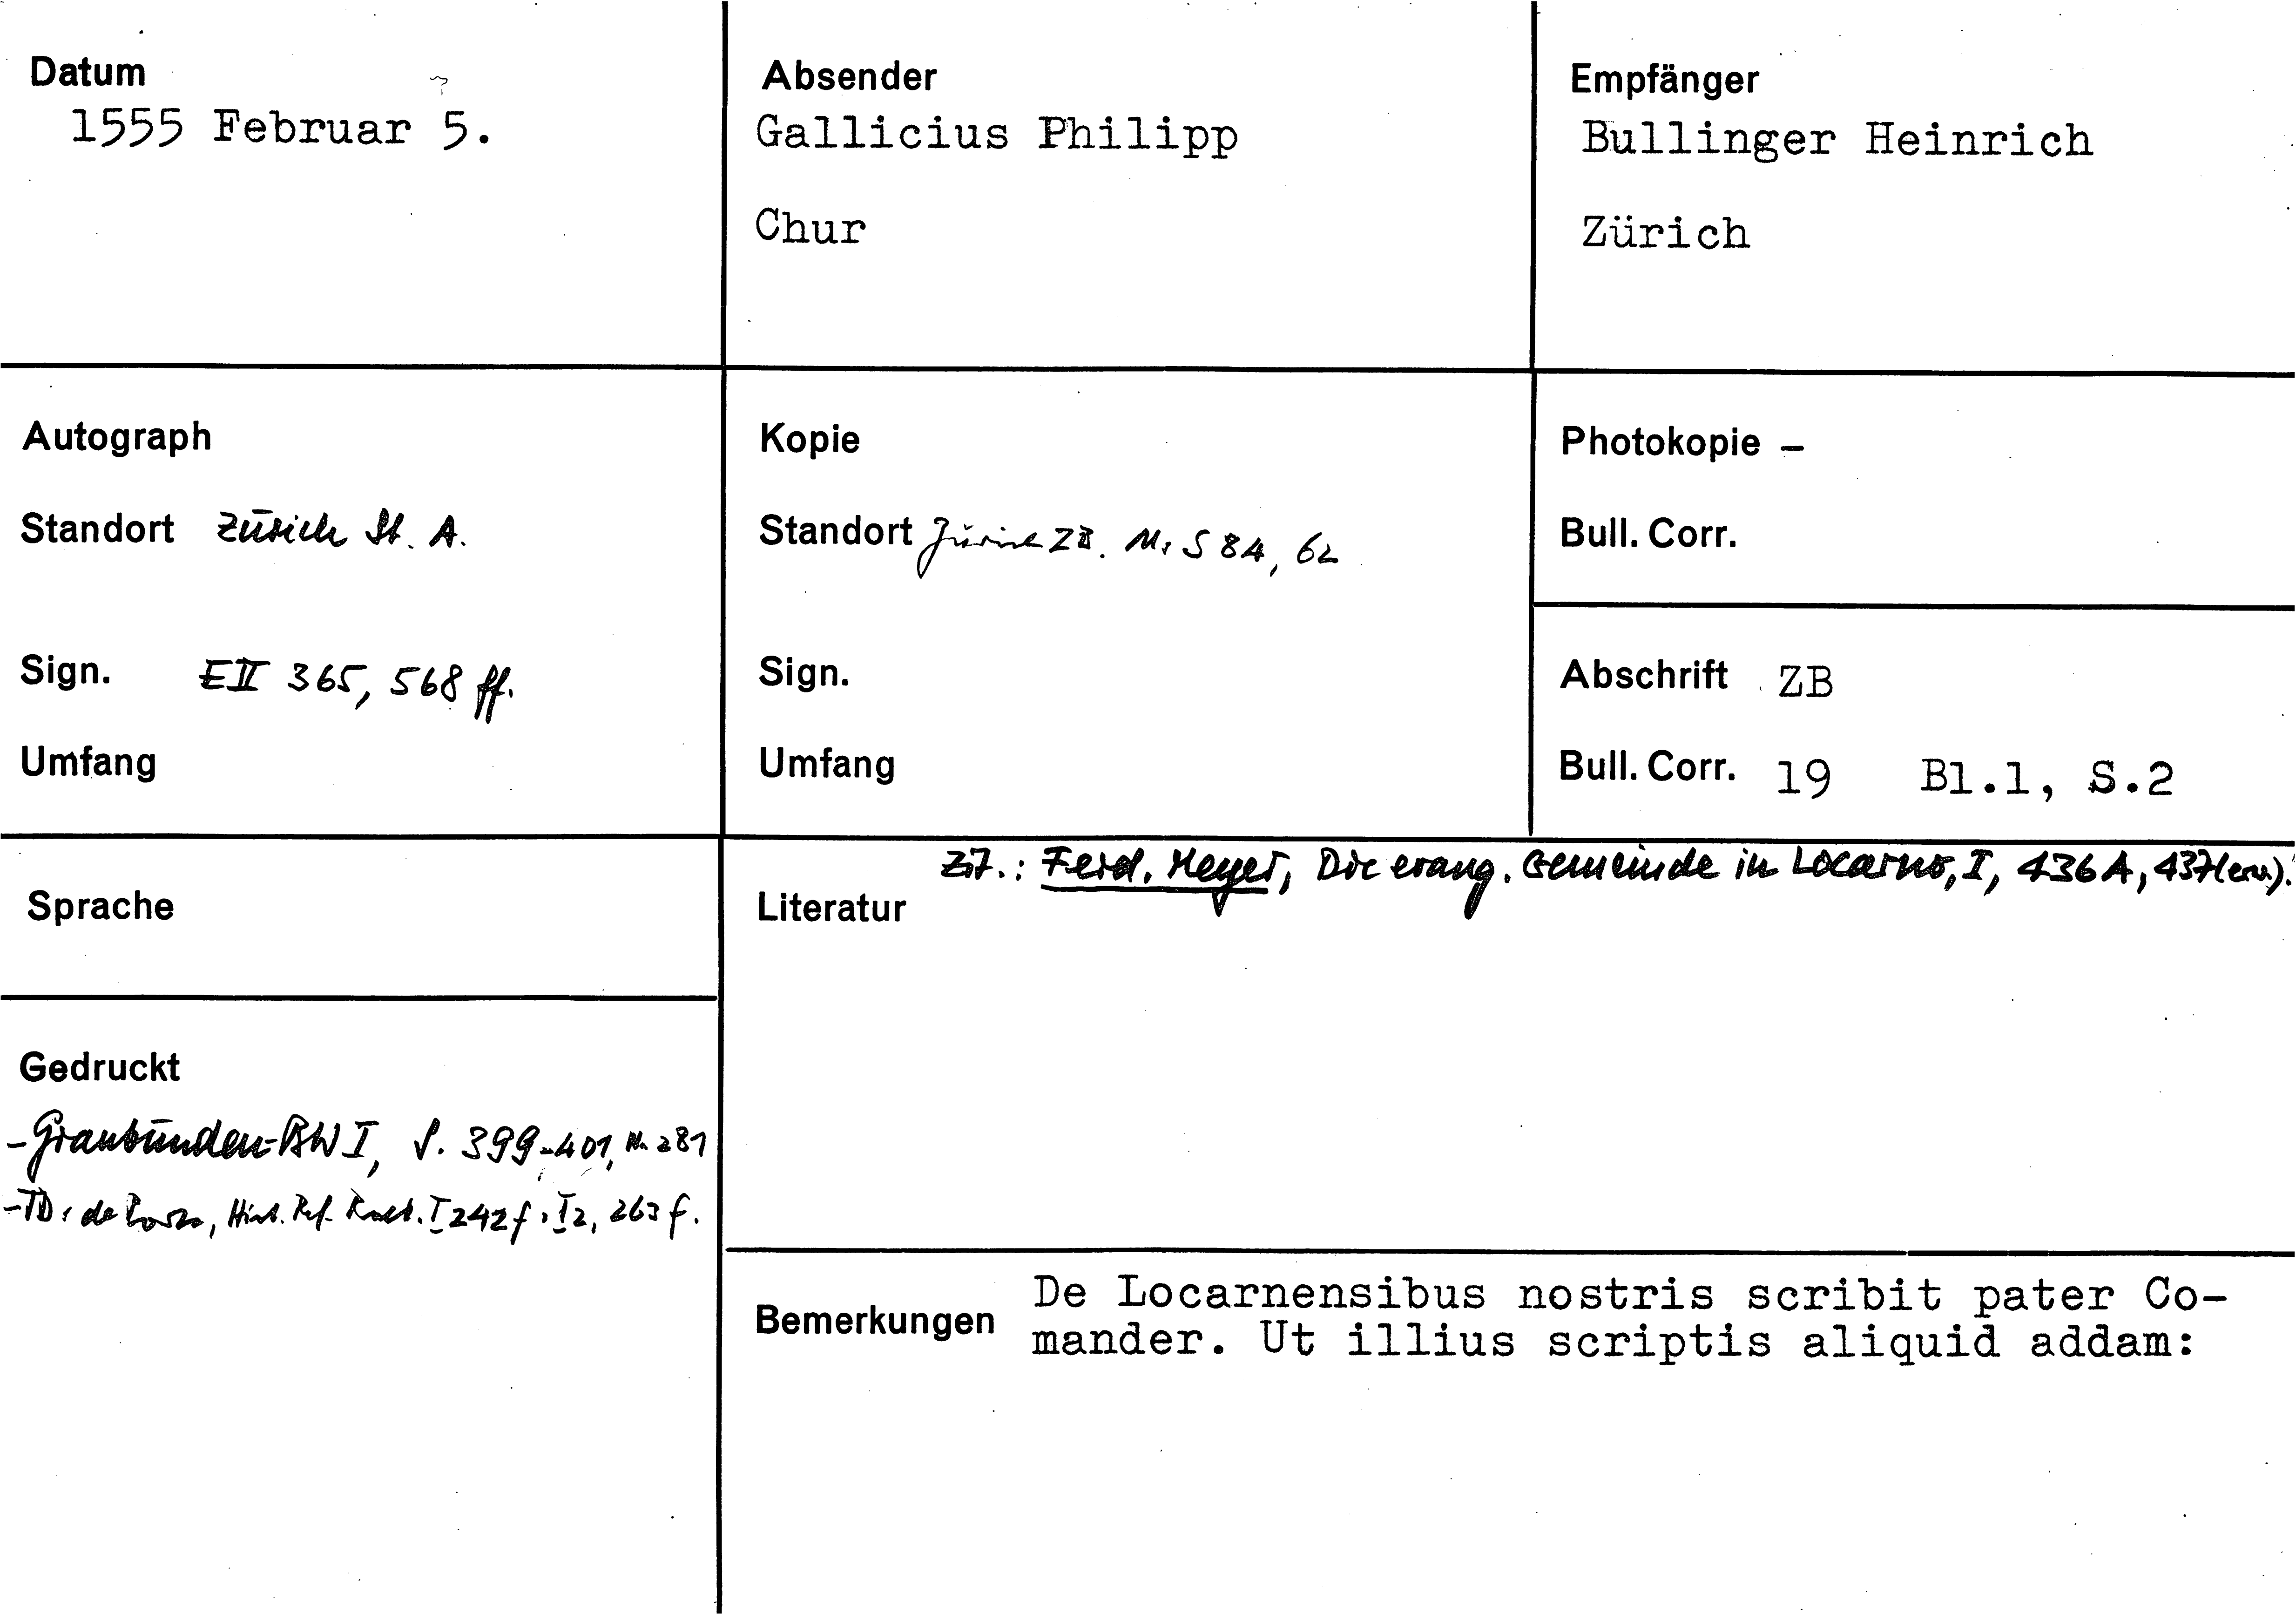 Datum
1555 Februar 5.
Absender
Gallicius Philipp
Chur
Empfänger
Bullinger Heinrich
Zürich
Autograph
Standort Zürich St. A.
Sign. EII 365, 568 ff.
Umfang
Kopie
Standort Zürich ZB. Ms S 84, 62
Sign.
Umfang
Photokopie –
Bull. Corr.
Abschrift ZB
Bull. Corr. 19 Bl.1, S.2
Sprache
Gedruckt
- Graubünden-BW I, S. 399-401, Nr. 281
- TD: de Porta, Hist. Ref. Raet. I 242 f; I2, 263 f.
Zit.: Ferd. Meyer, Die evang. Gemeinde in Locarno, I, 436 A, 437 (erw.).
Literatur
Bemerkungen De Locarnensibus nostris scribit pater Co-
mander. Ut illius scriptis aliquid addam: